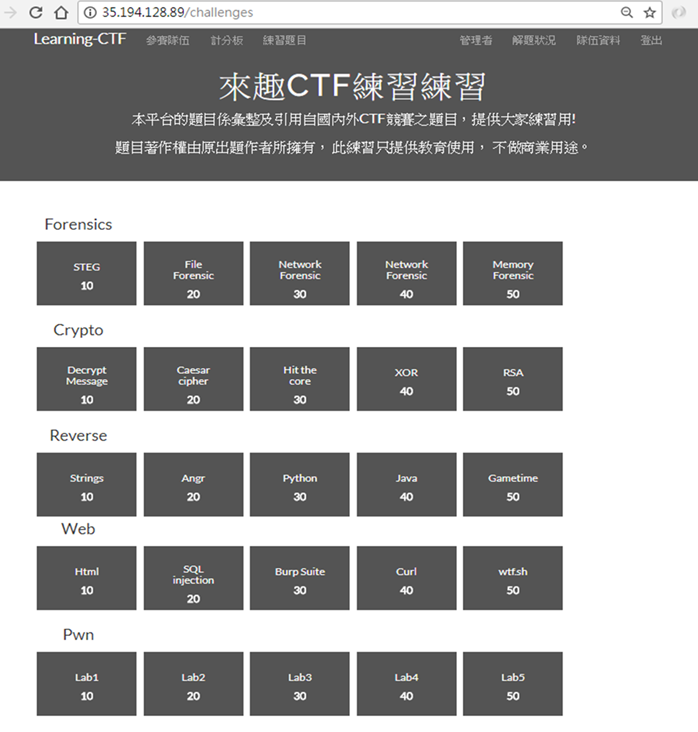 35.194.128.89/challenges
Learning-CTF 參賽隊伍 計分板 練習題目 管理者 解題狀況 隊伍資料 登出
來趣CTF練習練習
本平台的題目係彙整及引用自國內外CTF競賽之題目，提供大家練習用!
題目著作權由原出題作者所擁有， 此練習只提供教育使用， 不做商業用途。
Forensics
STEG
10
File
Forensic
20
Network
Forensic
30
Network
Forensic
40
Memory
Forensic
50
Crypto
Decrypt
Message
10
Caesar
cipher
20
Hit the
core
30
XOR
40
RSA
50
Reverse
Strings
10
Angr
20
Python
30
Java
40
Gametime
50
Web
Html
10
SQL
injection
20
Burp Suite
30
Curl
40
wtf.sh
50
Pwn
Lab1
10
Lab2
20
Lab3
30
Lab4
40
Lab5
50